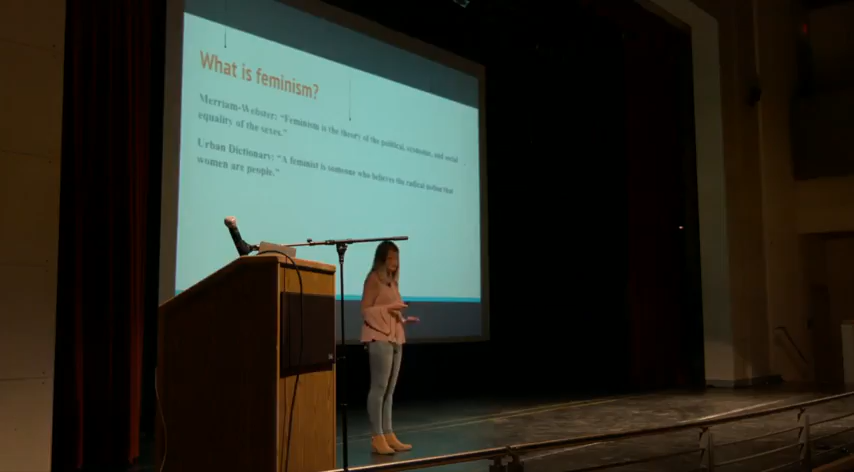 What is feminism?
Merriam-Webster: “Feminism is the theory of the political, economic, and social
equality of the sexes.”
Urban Dictionary: “A feminist is someone who believes the radical notion that
women are people.”